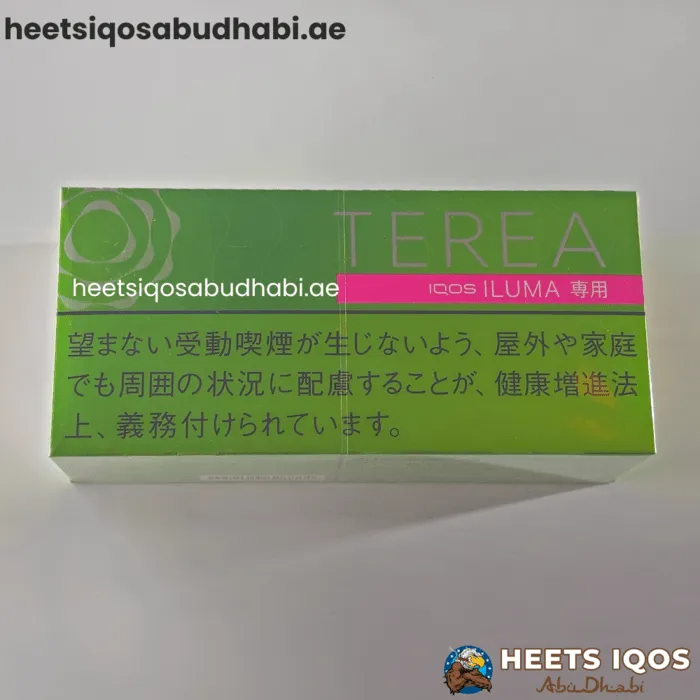 heetsiqosabudhabi.ae
TEREA
heetsiqosabudhabi.ae
IQOS ILUMA 専用
望まない受動喫煙が生じないよう、屋外や家庭
でも周囲の状況に配慮することが、健康増進法
上、義務付けられています。
HEETS IQOS
Abu Dhabi